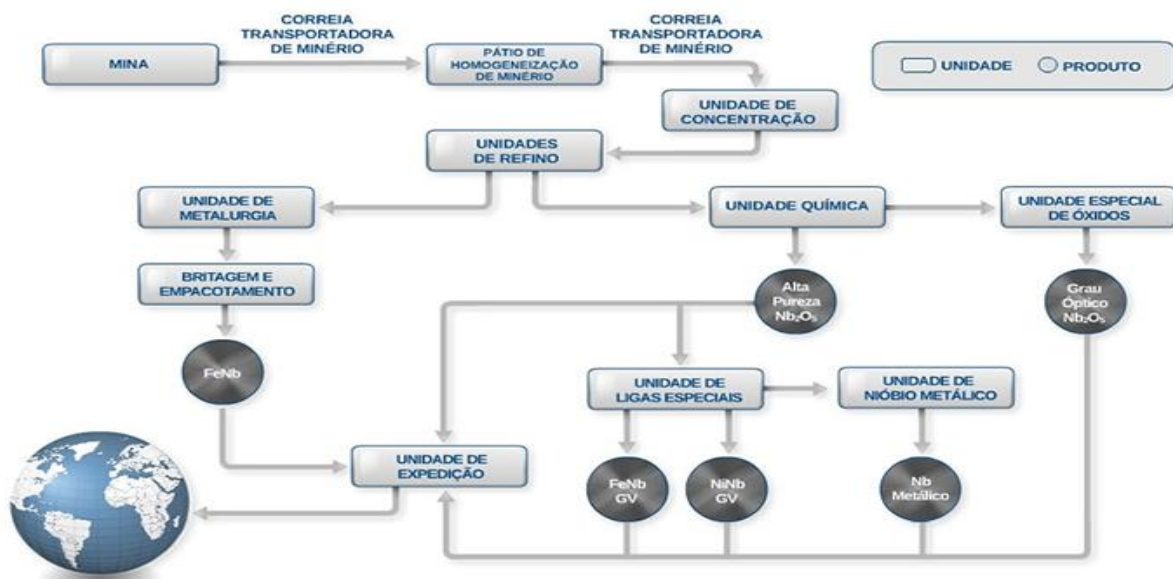 CORREIA
TRANSPORTADORA
DE MINÉRIO
CORREIA
TRANSPORTADORA
DE MINÉRIO
MINA
PÁTIO DE
HOMOGENEIZAÇÃO
DE MINÉRIO
UNIDADE
PRODUTO
UNIDADE DE
CONCENTRAÇÃO
UNIDADES
DE REFINO
UNIDADE DE
METALURGIA
UNIDADE QUÍMICA
UNIDADE ESPECIAL
DE ÓXIDOS
BRITAGEM E
EMPACOTAMENTO
Alta
Pureza
Nb₂O₅
Grau
Óptico
Nb₂O₅
FeNb
UNIDADE DE
LIGAS ESPECIAIS
UNIDADE DE
NIÓBIO METÁLICO
UNIDADE DE
EXPEDIÇÃO
FeNb
GV
NiNb
GV
Nb
Metálico